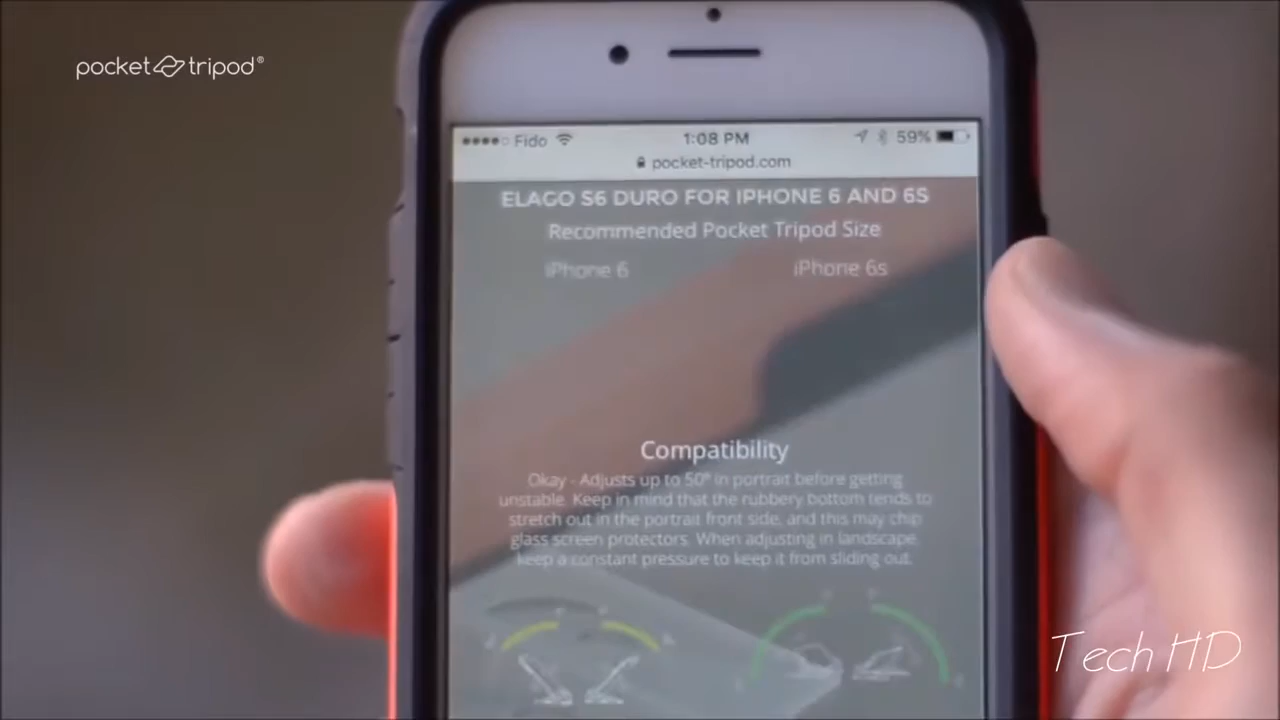 pocket tripod®
Fido 1:08 PM 59%
pocket-tripod.com
ELAGO S6 DURO FOR IPHONE 6 AND 6S
Recommended Pocket Tripod Size
iPhone 6 iPhone 6s
Compatibility
Okay - Adjusts up to 50° in portrait before getting
unstable. Keep in mind that the rubbery bottom tends to
stretch out in the portrait front side, and this may chip
glass screen protectors. When adjusting in landscape,
keep a constant pressure to keep it from sliding out.
Tech HD